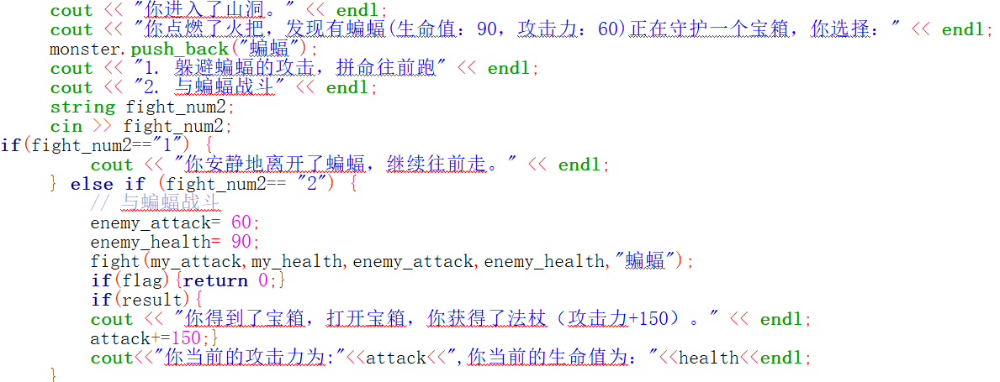 cout << "你进入了山洞。" << endl;
cout << "你点燃了火把，发现有蝙蝠(生命值：90，攻击力：60)正在守护一个宝箱，你选择：" << endl;
monster.push_back("蝙蝠");
cout << "1. 躲避蝙蝠的攻击，拼命往前跑" << endl;
cout << "2. 与蝙蝠战斗" << endl;
string fight_num2;
cin >> fight_num2;
if(fight_num2=="1") {
cout << "你安静地离开了蝙蝠，继续往前走。" << endl;
} else if (fight_num2== "2") {
// 与蝙蝠战斗
enemy_attack= 60;
enemy_health= 90;
fight(my_attack,my_health,enemy_attack,enemy_health,"蝙蝠");
if(flag){return 0;}
if(result){
cout << "你得到了宝箱，打开宝箱，你获得了法杖（攻击力+150）。" << endl;
attack+=150;}
cout<<"你当前的攻击力为:"<<attack<<",你当前的生命值为："<<health<<endl;
}